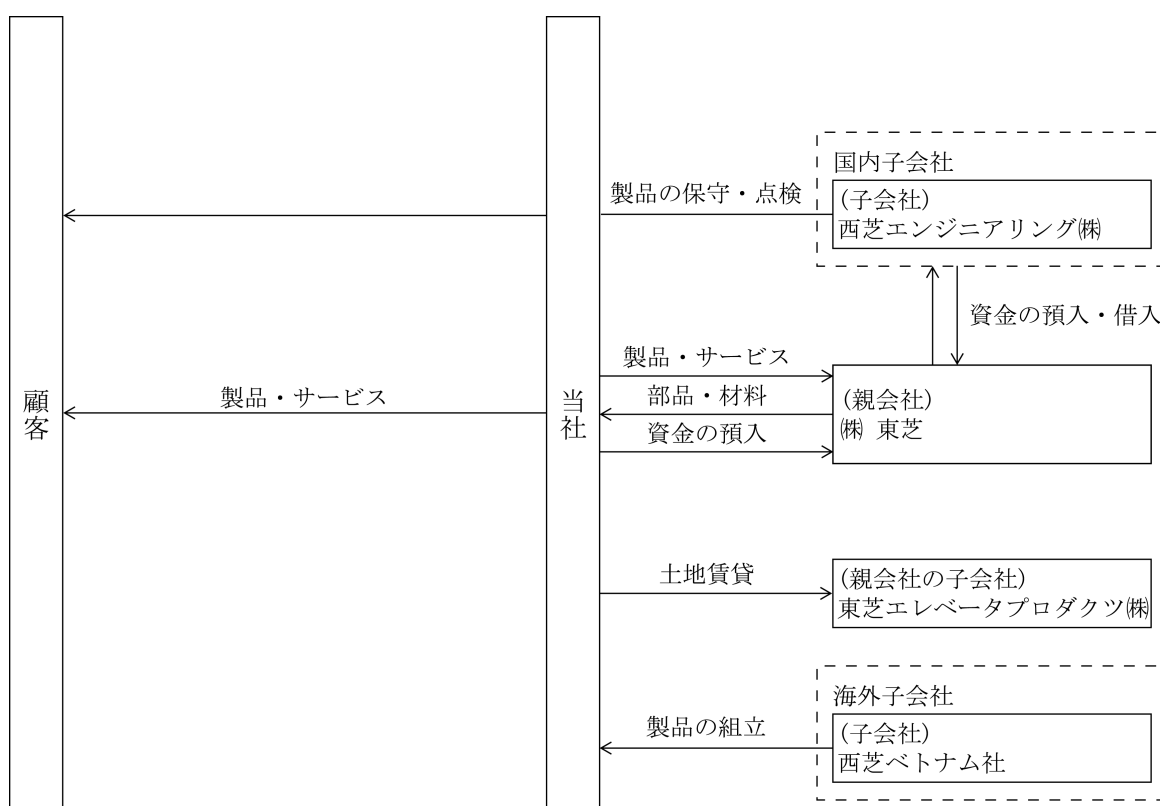 国内子会社
製品の保守・点検
(子会社)
西芝エンジニアリング㈱
資金の預入・借入
製品・サービス
顧客
製品・サービス
当社
部品・材料
(親会社)
㈱ 東芝
資金の預入
土地賃貸
(親会社の子会社)
東芝エレベータプロダクツ㈱
海外子会社
製品の組立
(子会社)
西芝ベトナム社